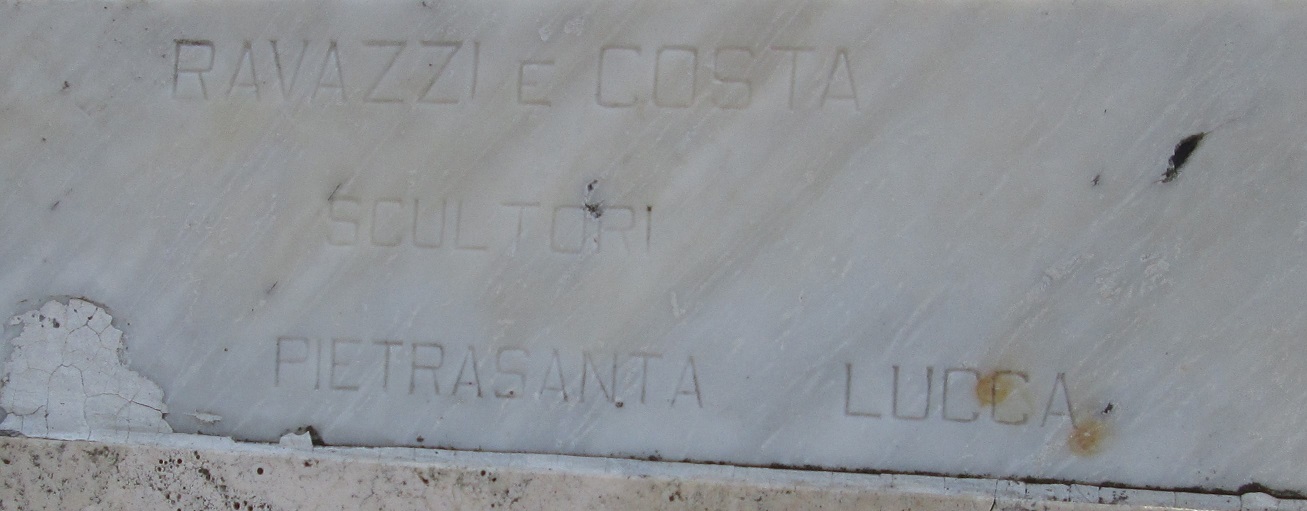 RAVAZZI E COSTA
SCULTORI
PIETRASANTA LUCCA